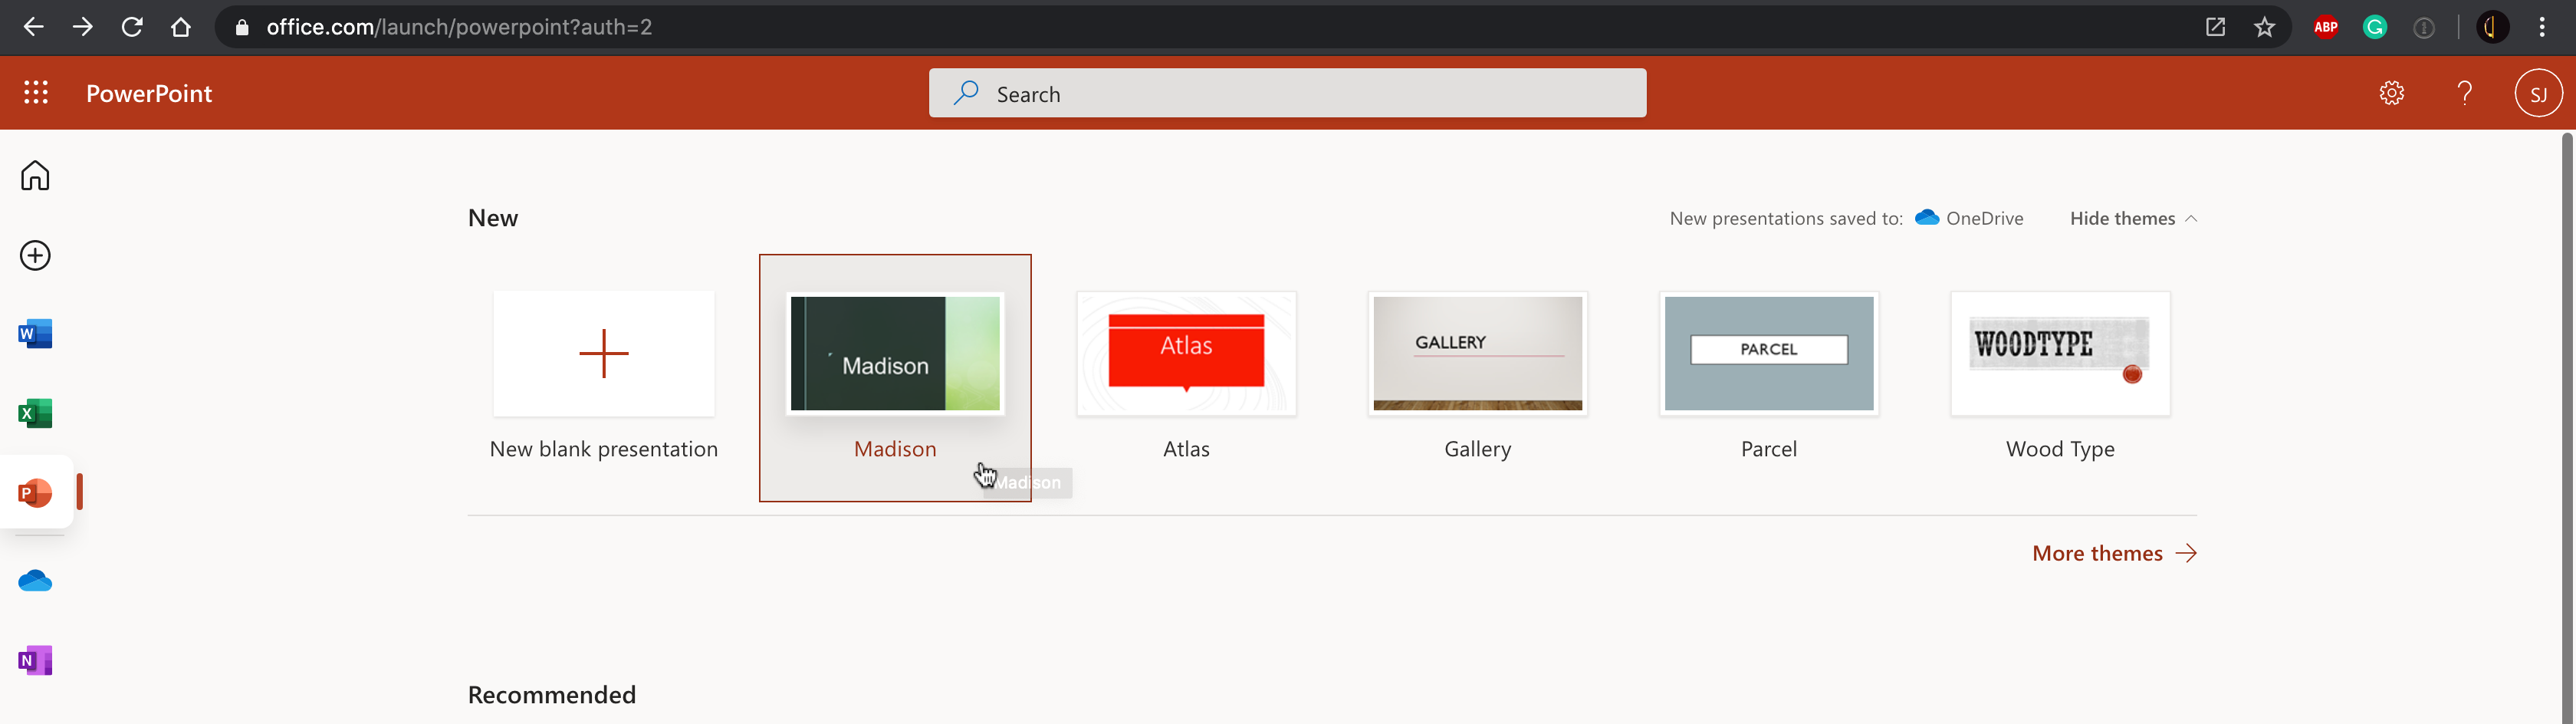 office.com/launch/powerpoint?auth=2
ABP
G
PowerPoint
Search
?
SJ
New
New presentations saved to: OneDrive
Hide themes
Madison
Atlas
GALLERY
PARCEL
WOODTYPE
New blank presentation
Madison
Atlas
Gallery
Parcel
Wood Type
Madison
More themes
Recommended
W
X
P
N